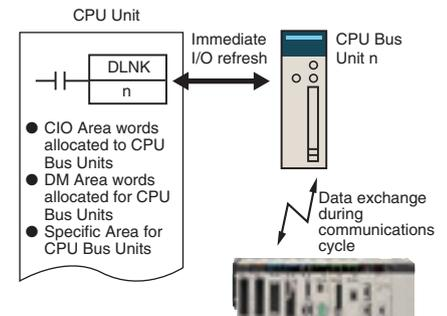 CPU Unit
Immediate
I/O refresh
CPU Bus
Unit n
DLNK
n
● CIO Area words
allocated to CPU
Bus Units
● DM Area words
allocated for CPU
Bus Units
● Specific Area for
CPU Bus Units
Data exchange
during
communications
cycle